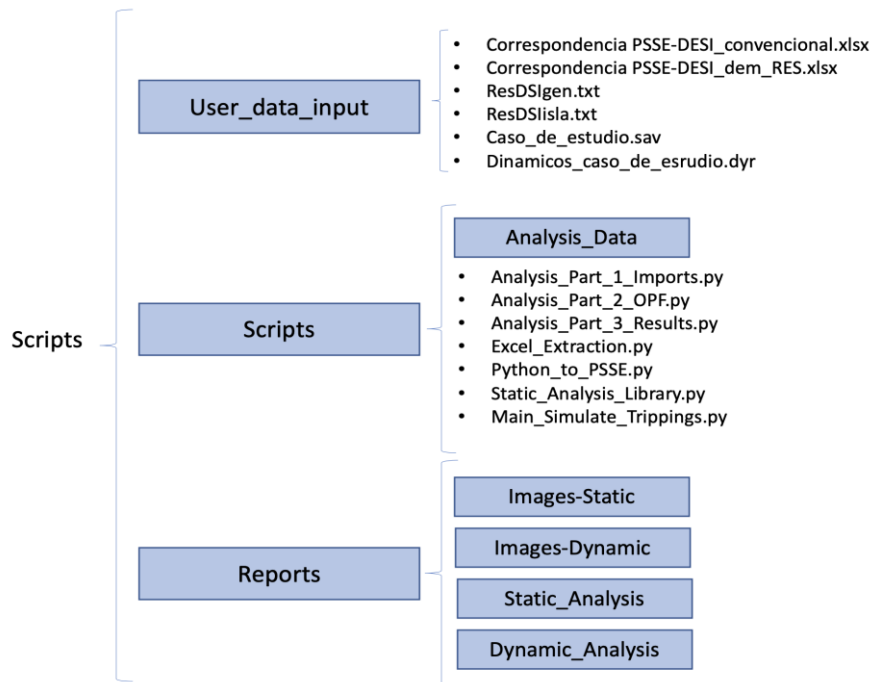 Scripts
User_data_input
• Correspondencia PSSE-DESI_convencional.xlsx
• Correspondencia PSSE-DESI_dem_RES.xlsx
• ResDSIgen.txt
• ResDSIisla.txt
• Caso_de_estudio.sav
• Dinamicos_caso_de_esrudio.dyr
Scripts
Analysis_Data
• Analysis_Part_1_Imports.py
• Analysis_Part_2_OPF.py
• Analysis_Part_3_Results.py
• Excel_Extraction.py
• Python_to_PSSE.py
• Static_Analysis_Library.py
• Main_Simulate_Trippings.py
Reports
Images-Static
Images-Dynamic
Static_Analysis
Dynamic_Analysis